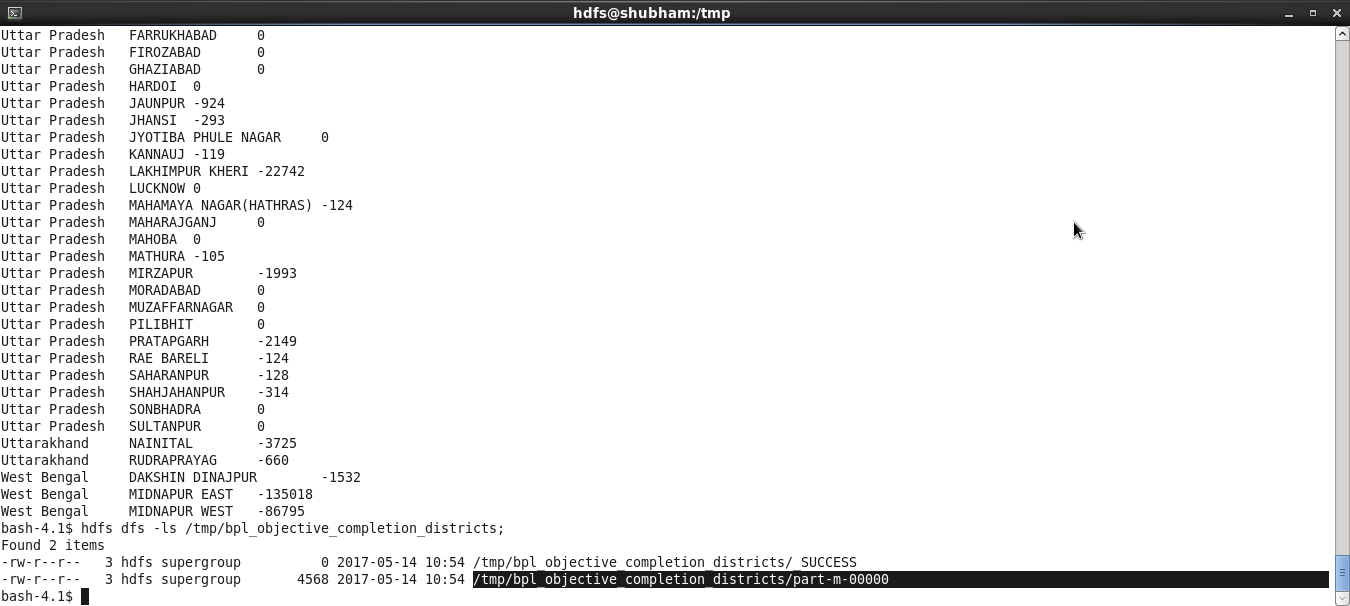 hdfs@shubham:/tmp
Uttar Pradesh   FARRUKHABAD     0
Uttar Pradesh   FIROZABAD       0
Uttar Pradesh   GHAZIABAD       0
Uttar Pradesh   HARDOI  0
Uttar Pradesh   JAUNPUR -924
Uttar Pradesh   JHANSI  -293
Uttar Pradesh   JYOTIBA PHULE NAGAR     0
Uttar Pradesh   KANNAUJ -119
Uttar Pradesh   LAKHIMPUR KHERI -22742
Uttar Pradesh   LUCKNOW 0
Uttar Pradesh   MAHAMAYA NAGAR(HATHRAS) -124
Uttar Pradesh   MAHARAJGANJ     0
Uttar Pradesh   MAHOBA  0
Uttar Pradesh   MATHURA -105
Uttar Pradesh   MIRZAPUR        -1993
Uttar Pradesh   MORADABAD       0
Uttar Pradesh   MUZAFFARNAGAR   0
Uttar Pradesh   PILIBHIT        0
Uttar Pradesh   PRATAPGARH      -2149
Uttar Pradesh   RAE BARELI      -124
Uttar Pradesh   SAHARANPUR      -128
Uttar Pradesh   SHAHJAHANPUR    -314
Uttar Pradesh   SONBHADRA       0
Uttar Pradesh   SULTANPUR       0
Uttarakhand     NAINITAL        -3725
Uttarakhand     RUDRAPRAYAG     -660
West Bengal     DAKSHIN DINAJPUR        -1532
West Bengal     MIDNAPUR EAST   -135018
West Bengal     MIDNAPUR WEST   -86795
bash-4.1$ hdfs dfs -ls /tmp/bpl_objective_completion_districts;
Found 2 items
-rw-r--r--   3 hdfs supergroup          0 2017-05-14 10:54 /tmp/bpl_objective_completion_districts/_SUCCESS
-rw-r--r--   3 hdfs supergroup       4568 2017-05-14 10:54 /tmp/bpl_objective_completion_districts/part-m-00000
bash-4.1$